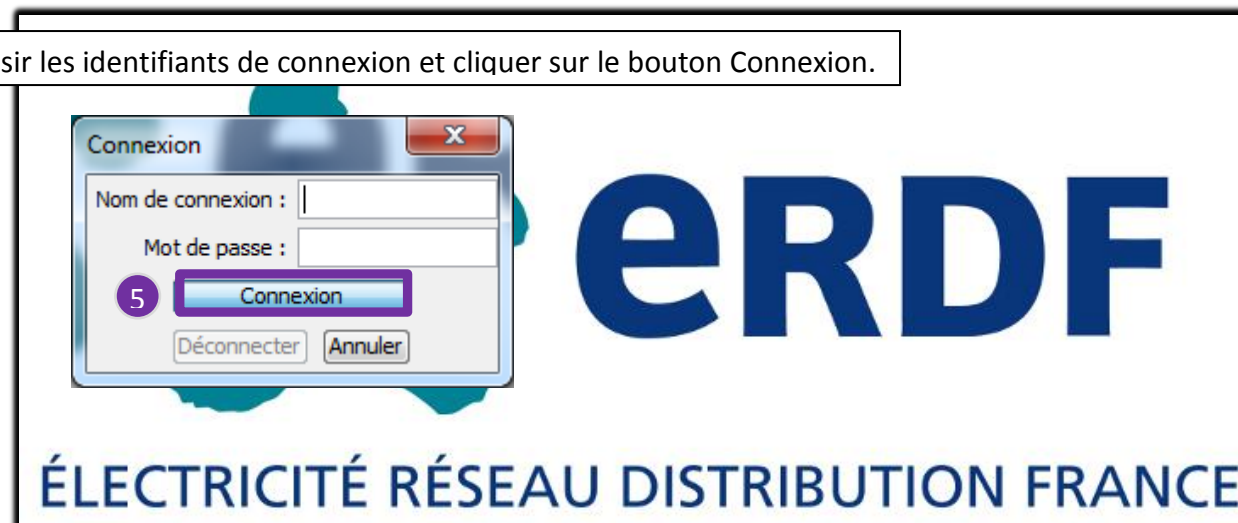 sir les identifiants de connexion et cliquer sur le bouton Connexion.
Connexion
Nom de connexion :
Mot de passe :
5 Connexion
Déconnecter Annuler
eRDF
ÉLECTRICITÉ RÉSEAU DISTRIBUTION FRANCE